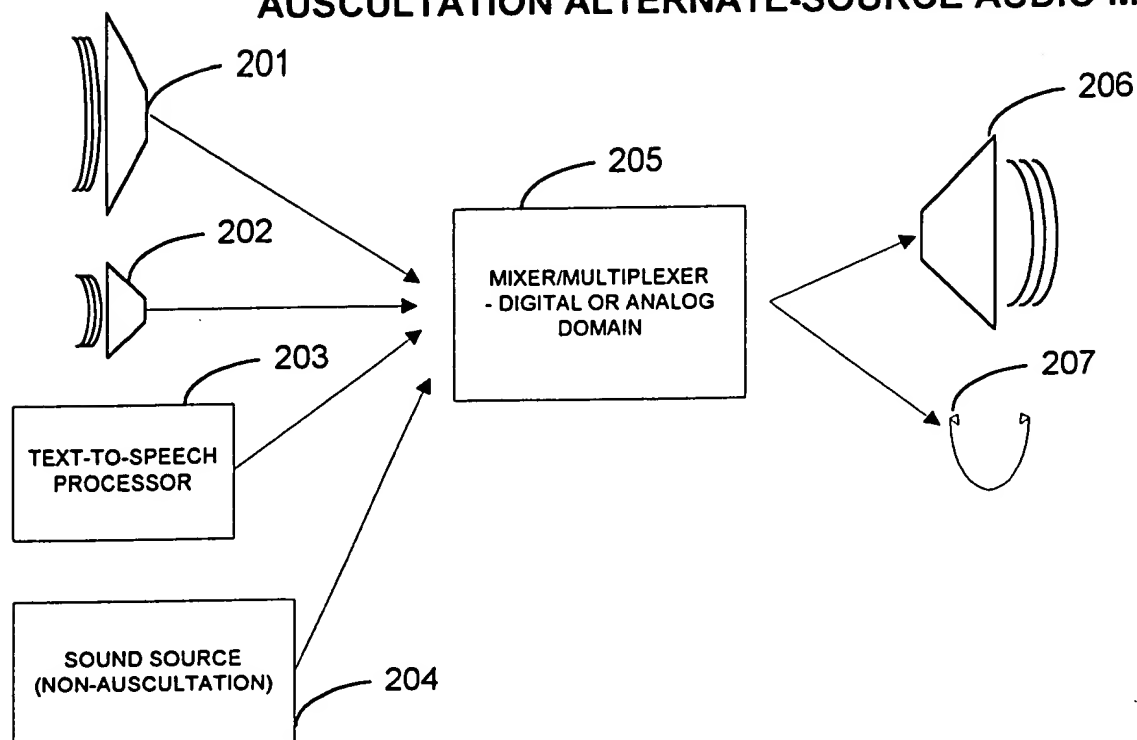 AUSCULTATION ALTERNATE-SOURCE AUDIO
201
206
205
202
MIXER/MULTIPLEXER
- DIGITAL OR ANALOG
DOMAIN
203
207
TEXT-TO-SPEECH
PROCESSOR
SOUND SOURCE
(NON-AUSCULTATION)
204